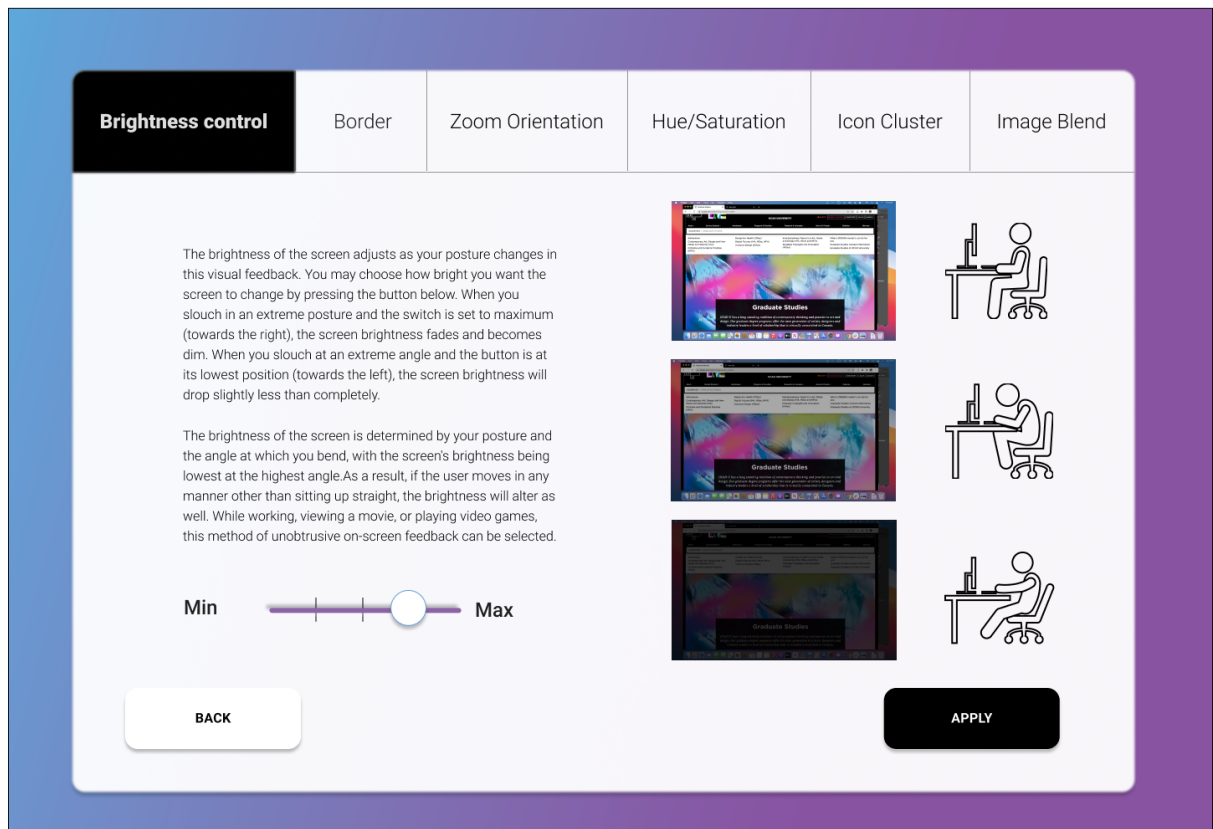 Brightness control
Border
Zoom Orientation
Hue/Saturation
Icon Cluster
Image Blend
The brightness of the screen adjusts as your posture changes in
this visual feedback. You may choose how bright you want the
screen to change by pressing the button below. When you
slouch in an extreme posture and the switch is set to maximum
(towards the right), the screen brightness fades and becomes
dim. When you slouch at an extreme angle and the button is at
its lowest position (towards the left), the screen brightness will
drop slightly less than completely.
The brightness of the screen is determined by your posture and
the angle at which you bend, with the screen's brightness being
lowest at the highest angle.As a result, if the user moves in any
manner other than sitting up straight, the brightness will alter as
well. While working, viewing a movie, or playing video games,
this method of unobtrusive on-screen feedback can be selected.
Min
Max
BACK
Graduate Studies
Graduate Studies
Graduate Studies
APPLY